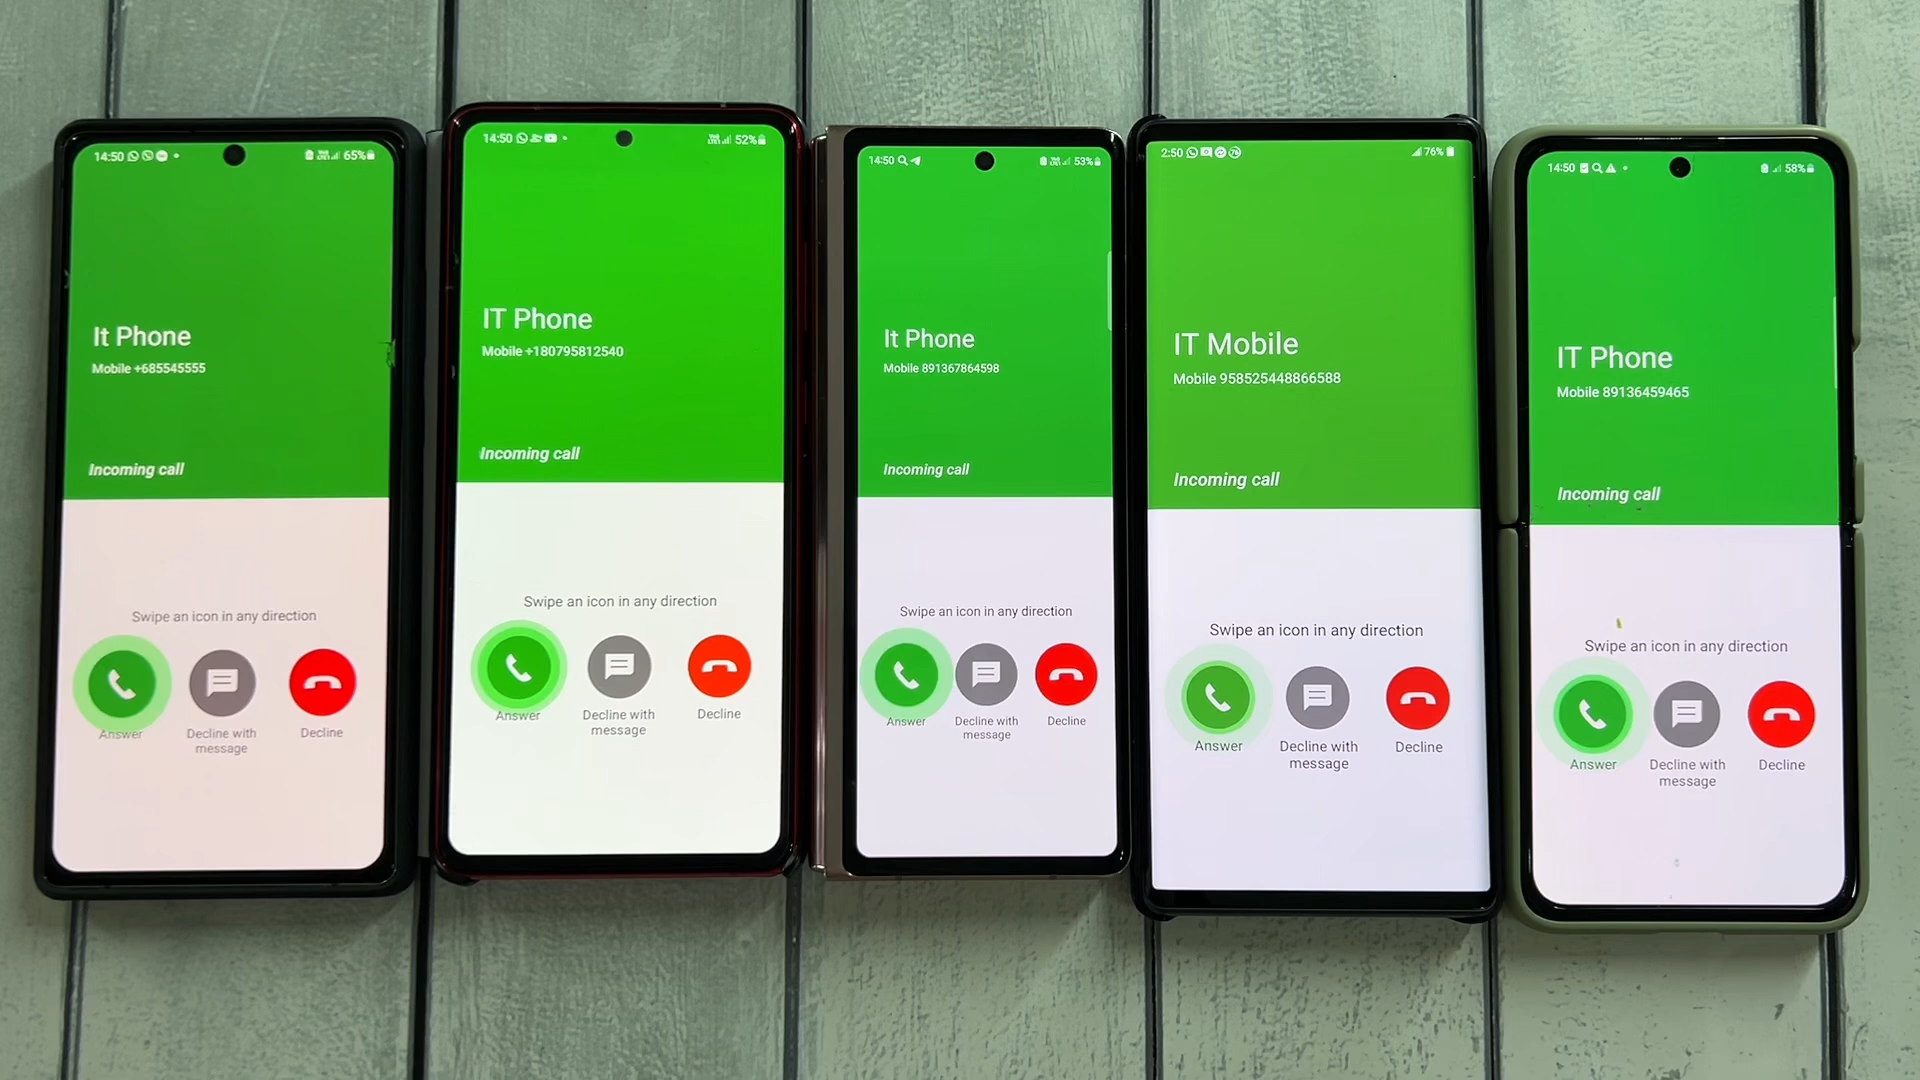 14:50
65%
It Phone
Mobile +685545555
Incoming call
Swipe an icon in any direction
Answer
Decline with
message
Decline
14:50
52%
IT Phone
Mobile +180795812540
Incoming call
Swipe an icon in any direction
Answer
Decline with
message
Decline
14:50
53%
It Phone
Mobile 891367864598
Incoming call
Swipe an icon in any direction
Answer
Decline with
message
Decline
2:50
76%
IT Mobile
Mobile 958525448866588
Incoming call
Swipe an icon in any direction
Answer
Decline with
message
Decline
14:50
58%
IT Phone
Mobile 89136459465
Incoming call
Swipe an icon in any direction
Answer
Decline with
message
Decline